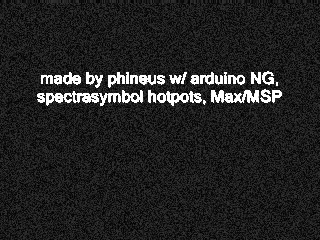 made by phineus w/ arduino NG,
spectrasymbol hotpots, Max/MSP